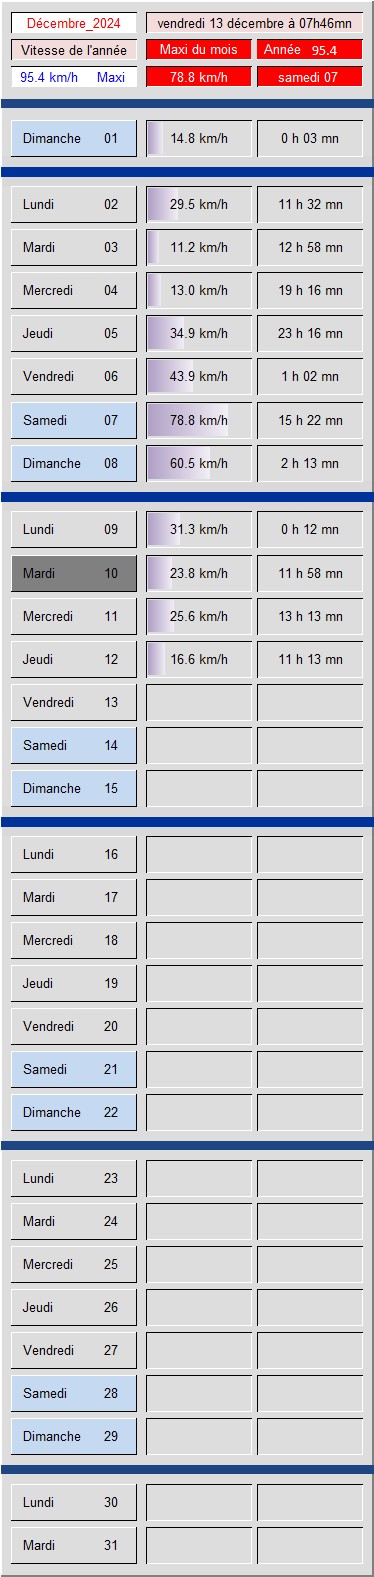 Décembre_2024 vendredi 13 décembre à 07h46mn
Vitesse de l'année Maxi du mois Année 95.4
95.4 km/h Maxi 78.8 km/h samedi 07
Dimanche 01 14.8 km/h 0 h 03 mn
Lundi 02 29.5 km/h 11 h 32 mn
Mardi 03 11.2 km/h 12 h 58 mn
Mercredi 04 13.0 km/h 19 h 16 mn
Jeudi 05 34.9 km/h 23 h 16 mn
Vendredi 06 43.9 km/h 1 h 02 mn
Samedi 07 78.8 km/h 15 h 22 mn
Dimanche 08 60.5 km/h 2 h 13 mn
Lundi 09 31.3 km/h 0 h 12 mn
Mardi 10 23.8 km/h 11 h 58 mn
Mercredi 11 25.6 km/h 13 h 13 mn
Jeudi 12 16.6 km/h 11 h 13 mn
Vendredi 13
Samedi 14
Dimanche 15
Lundi 16
Mardi 17
Mercredi 18
Jeudi 19
Vendredi 20
Samedi 21
Dimanche 22
Lundi 23
Mardi 24
Mercredi 25
Jeudi 26
Vendredi 27
Samedi 28
Dimanche 29
Lundi 30
Mardi 31